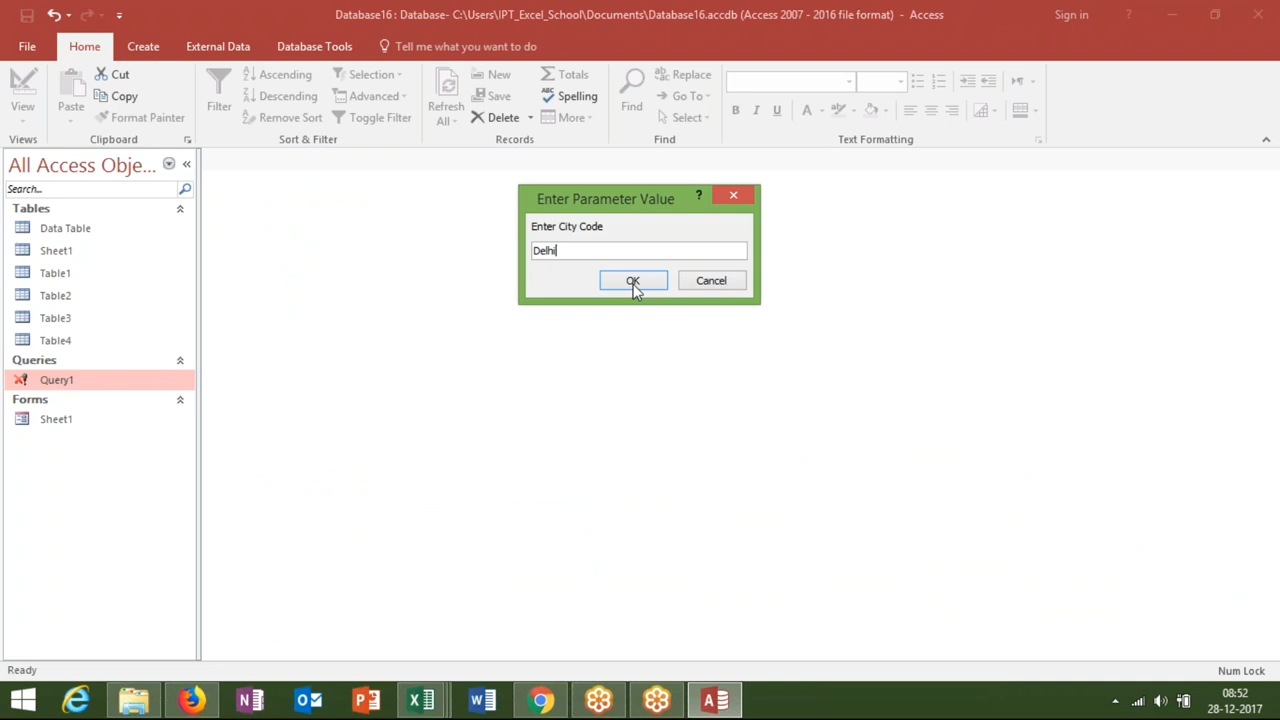 Database16 : Database- C:\Users\IPT_Excel_School\Documents\Database16.accdb (Access 2007 - 2016 file format) - Access
Sign in
?
File
Home
Create
External Data
Database Tools
Tell me what you want to do
View
Views
Paste
Cut
Copy
Format Painter
Clipboard
Filter
Ascending
Descending
Remove Sort
Selection
Advanced
Toggle Filter
Sort & Filter
Refresh
All
New
Save
Delete
Totals
Spelling
More
Records
Find
Replace
Go To
Select
Find
B I U A
Text Formatting
All Access Obje...
Search...
Tables
Data Table
Sheet1
Table1
Table2
Table3
Table4
Queries
Query1
Forms
Sheet1
Enter Parameter Value
?
Enter City Code
Delhi
OK
Cancel
Ready
Num Lock
08:52
28-12-2017